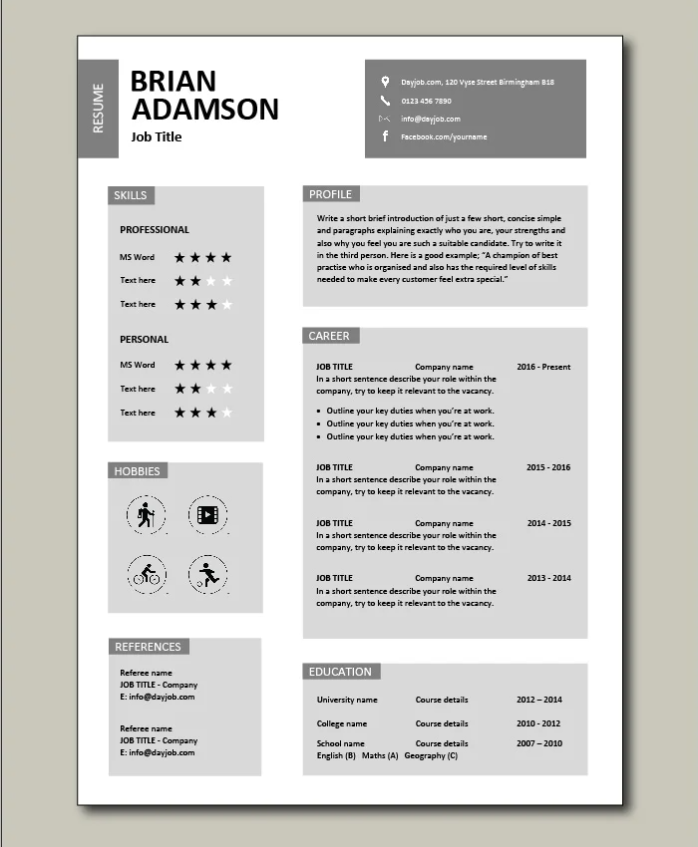 RESUME
BRIAN
ADAMSON
Job Title
Dayjob.com, 120 Vyse Street Birmingham B18
0123 456 7890
info@dayjob.com
Facebook.com/yourname
SKILLS
PROFESSIONAL
MS Word
Text here
Text here
PERSONAL
MS Word
Text here
Text here
HOBBIES
REFERENCES
Referee name
JOB TITLE - Company
E: info@dayjob.com
Referee name
JOB TITLE - Company
E: info@dayjob.com
PROFILE
Write a short brief introduction of just a few short, concise simple
and paragraphs explaining exactly who you are, your strengths and
also why you feel you are such a suitable candidate. Try to write it
in the third person. Here is a good example; “A champion of best
practise who is organised and also has the required level of skills
needed to make every customer feel extra special.”
CAREER
JOB TITLE Company name 2016 - Present
In a short sentence describe your role within the
company, try to keep it relevant to the vacancy.
• Outline your key duties when you’re at work.
• Outline your key duties when you’re at work.
• Outline your key duties when you’re at work.
JOB TITLE Company name 2015 - 2016
In a short sentence describe your role within the
company, try to keep it relevant to the vacancy.
JOB TITLE Company name 2014 - 2015
In a short sentence describe your role within the
company, try to keep it relevant to the vacancy.
JOB TITLE Company name 2013 - 2014
In a short sentence describe your role within the
company, try to keep it relevant to the vacancy.
EDUCATION
University name Course details 2012 – 2014
College name Course details 2010 - 2012
School name Course details 2007 – 2010
English (B) Maths (A) Geography (C)